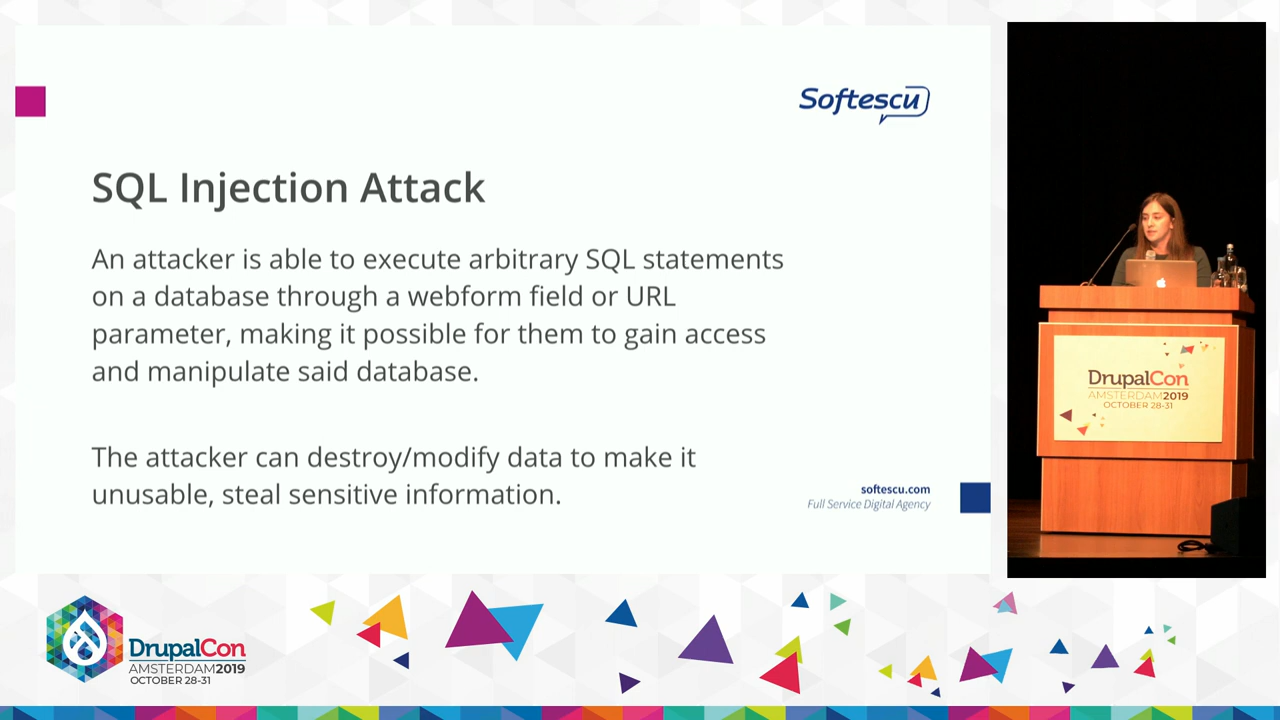 Softescu
SQL Injection Attack
An attacker is able to execute arbitrary SQL statements
on a database through a webform field or URL
parameter, making it possible for them to gain access
and manipulate said database.
The attacker can destroy/modify data to make it
unusable, steal sensitive information.
softescu.com
Full Service Digital Agency
DrupalCon
AMSTERDAM2019
OCTOBER 28-31
DrupalCon
AMSTERDAM2019
OCTOBER 28-31